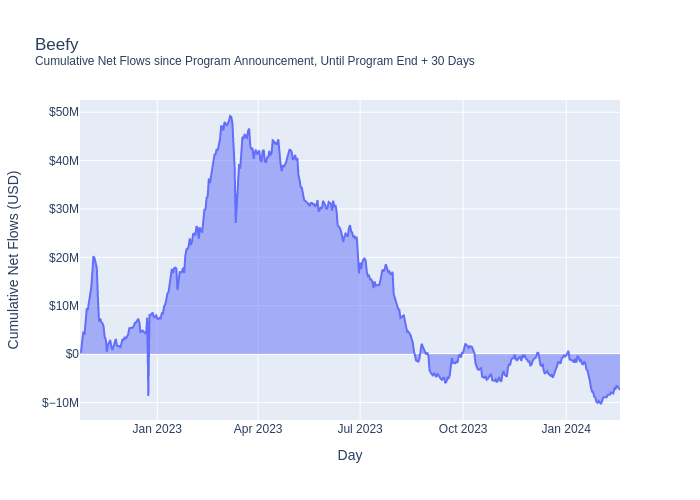 Beefy
Cumulative Net Flows since Program Announcement, Until Program End + 30 Days
Cumulative Net Flows (USD)
$50M
$40M
$30M
$20M
$10M
$0
$−10M
Jan 2023
Apr 2023
Jul 2023
Oct 2023
Jan 2024
Day